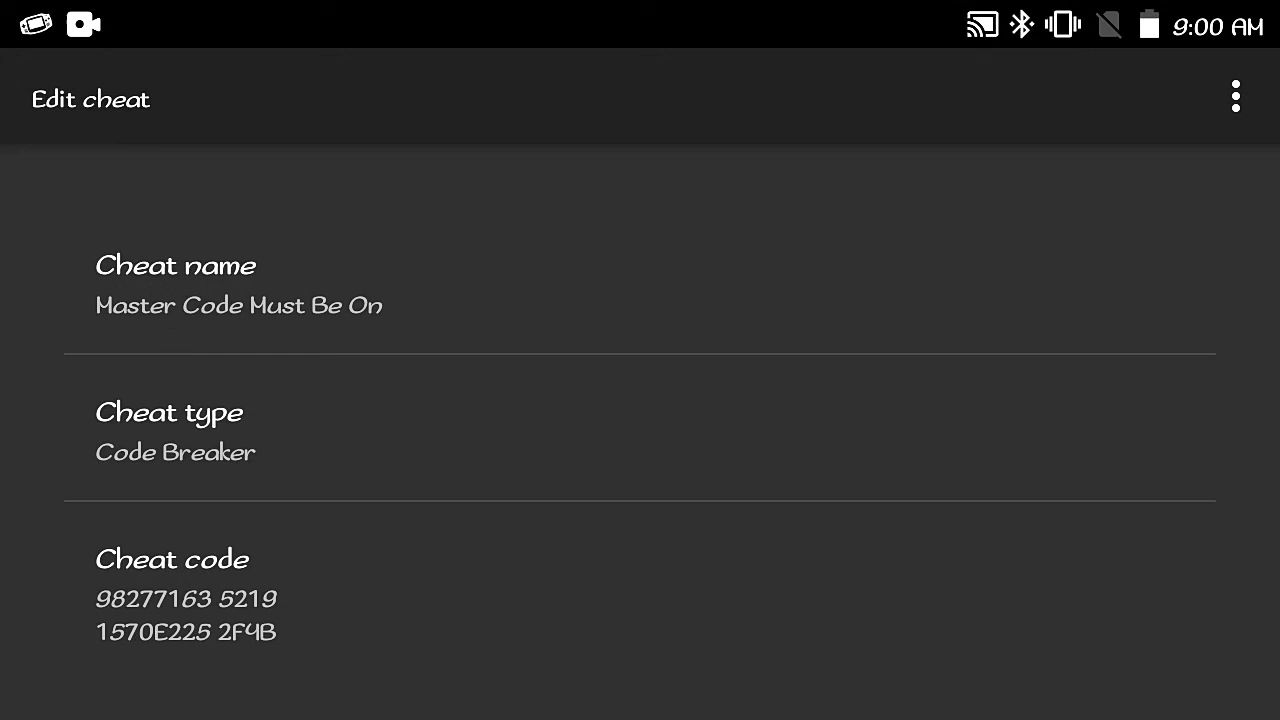 9:00 AM
Edit cheat
Cheat name
Master Code Must Be On
Cheat type
Code Breaker
Cheat code
98277163 5219
1570E225 2F4B